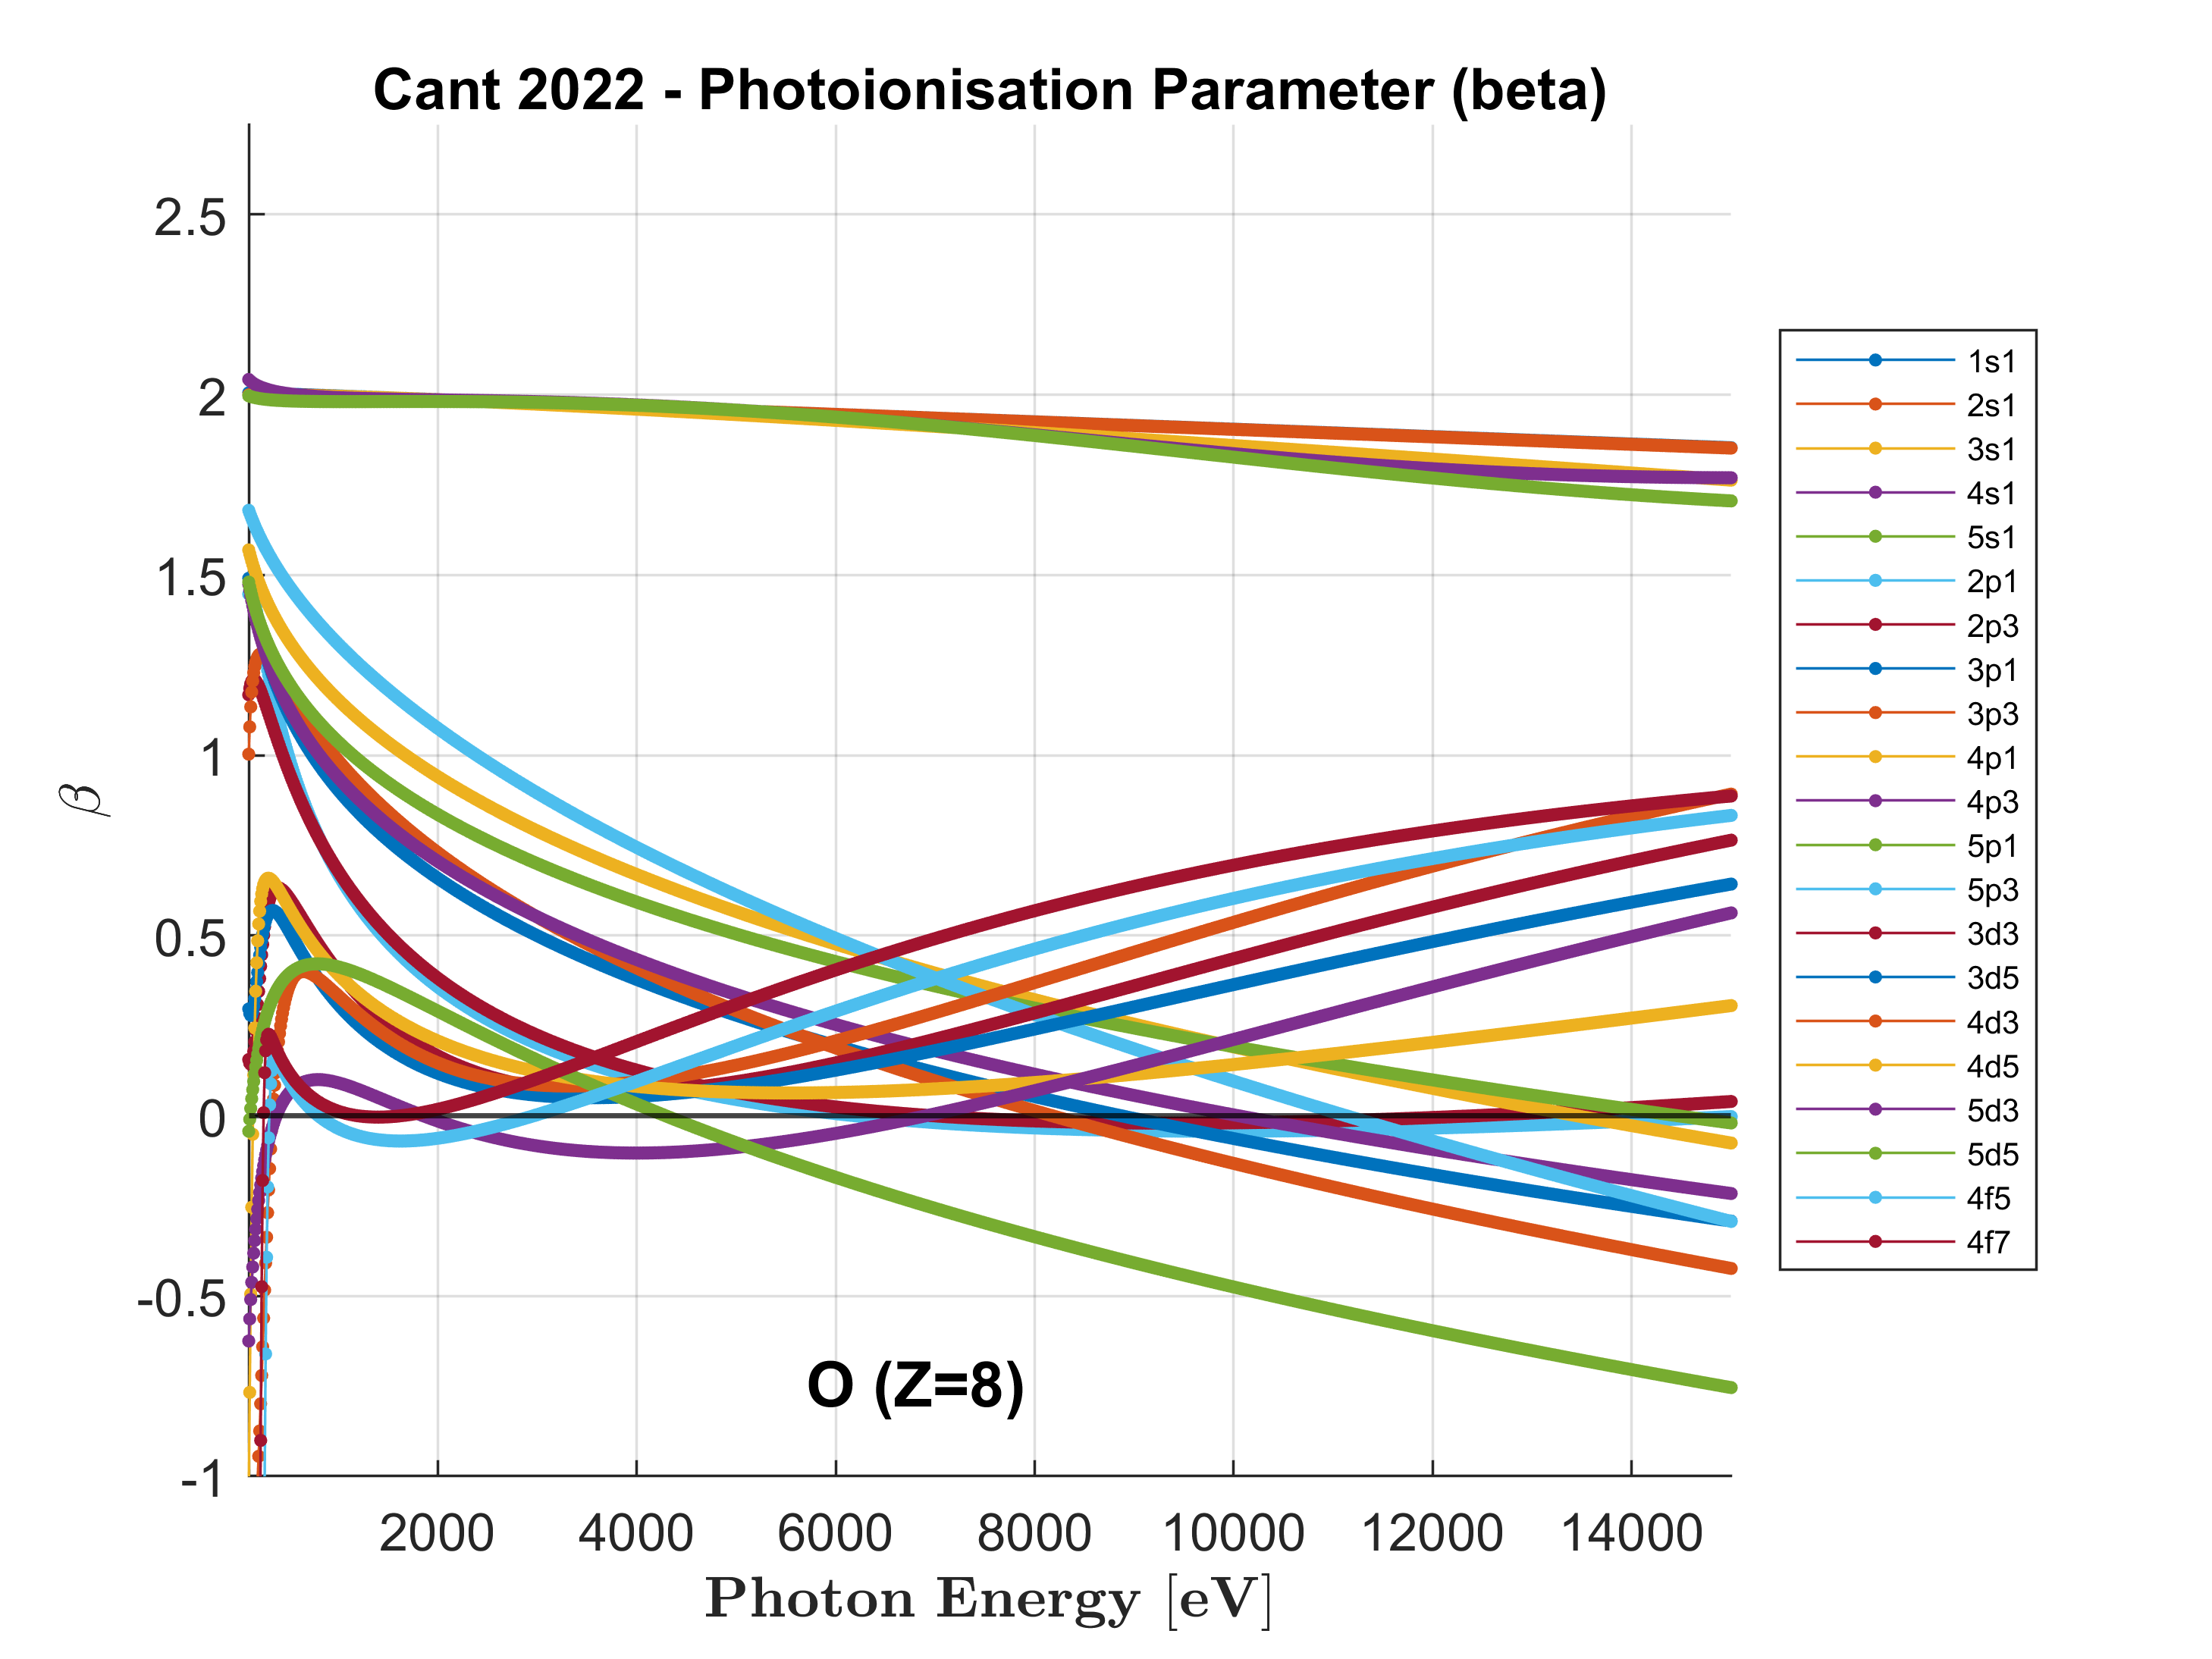 Cant 2022 - Photoionisation Parameter (beta)
2.5
2
1.5
1
0.5
0
-0.5
-1
β
2000 4000 6000 8000 10000 12000 14000
Photon Energy [eV]
O (Z=8)
1s1
2s1
3s1
4s1
5s1
2p1
2p3
3p1
3p3
4p1
4p3
5p1
5p3
3d3
3d5
4d3
4d5
5d3
5d5
4f5
4f7